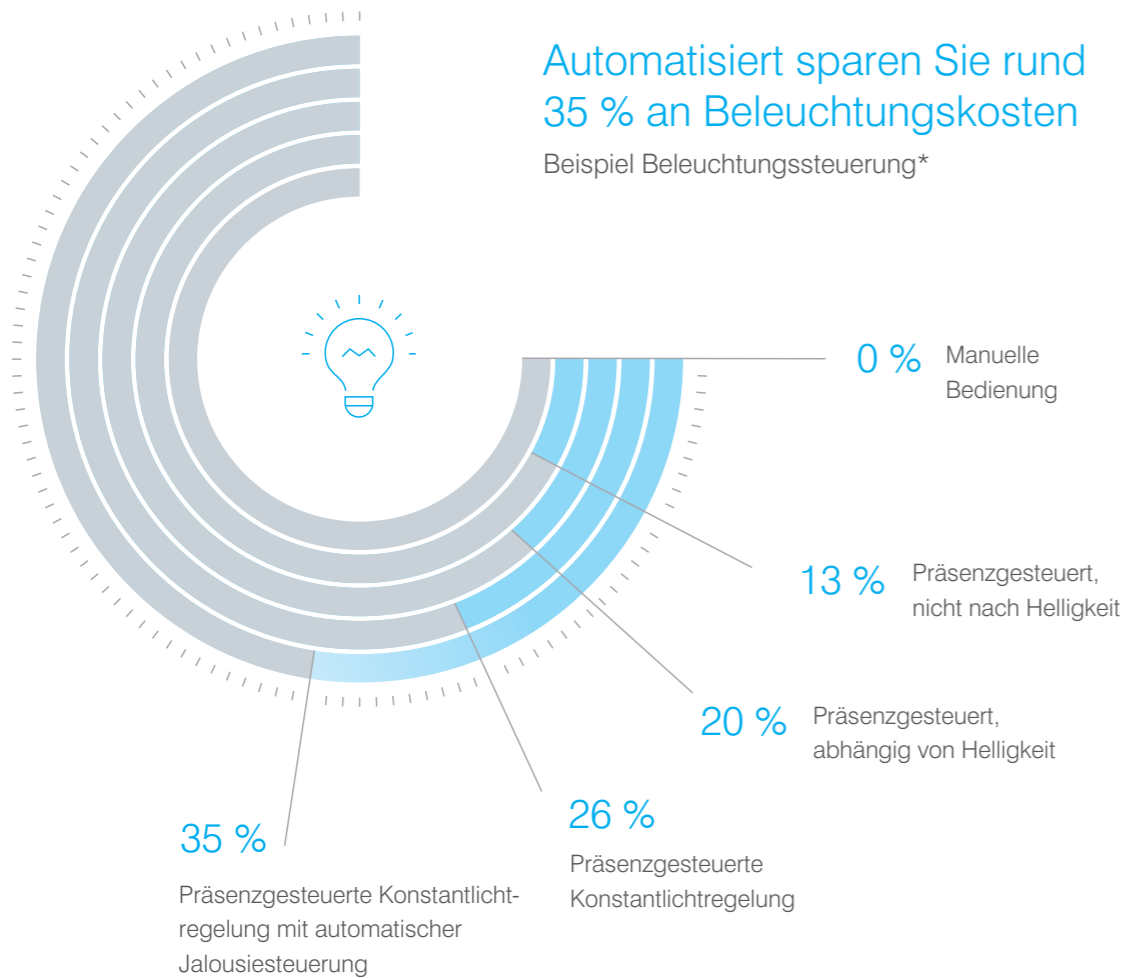 Automatisiert sparen Sie rund
35 % an Beleuchtungskosten
Beispiel Beleuchtungssteuerung*
0 %
Manuelle
Bedienung
13 %
Präsenzgesteuert,
nicht nach Helligkeit
20 %
Präsenzgesteuert,
abhängig von Helligkeit
26 %
Präsenzgesteuerte
Konstantlichtregelung
35 %
Präsenzgesteuerte Konstantlicht-
regelung mit automatischer
Jalousiesteuerung